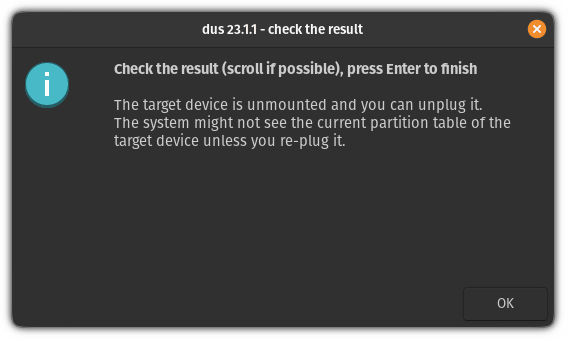 dus 23.1.1 - check the result
Check the result (scroll if possible), press Enter to finish
The target device is unmounted and you can unplug it.
The system might not see the current partition table of the
target device unless you re-plug it.
OK